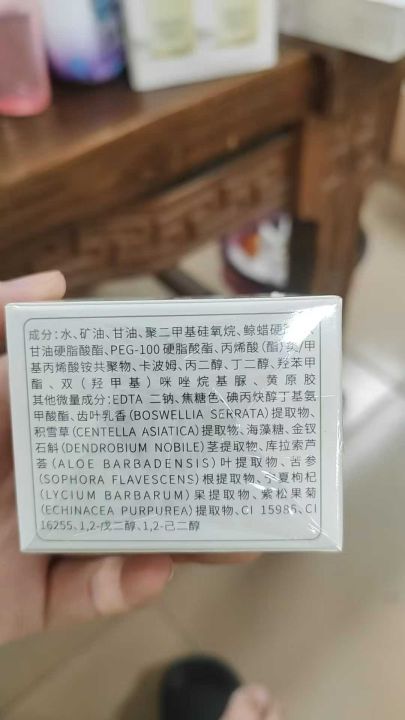 成分:水、矿油、甘油、聚二甲基硅氧烷、鲸蜡硬
甘油硬脂酸酯、PEG-100 硬脂酸酯、丙烯酸(酯)类/甲
基丙烯酸铵共聚物、卡波姆、丙二醇、丁二醇、羟苯甲
酯、双(羟甲基)咪唑烷基脲、黄原胶
其他微量成分:EDTA 二钠、焦糖色、碘丙炔醇丁基氨
甲酸酯、齿叶乳香(BOSWELLIA SERRATA)提取物、
积雪草(CENTELLA ASIATICA)提取物、海藻糖、金钗
石斛(DENDROBIUM NOBILE)茎提取物、库拉索芦
荟(ALOE BARBADENSIS)叶提取物、苦参
(SOPHORA FLAVESCENS)根提取物、宁夏枸杞
(LYCIUM BARBARUM)果提取物、紫松果菊
(ECHINACEA PURPUREA)提取物、CI 15985、CI
16255、1,2-戊二醇、1,2-己二醇